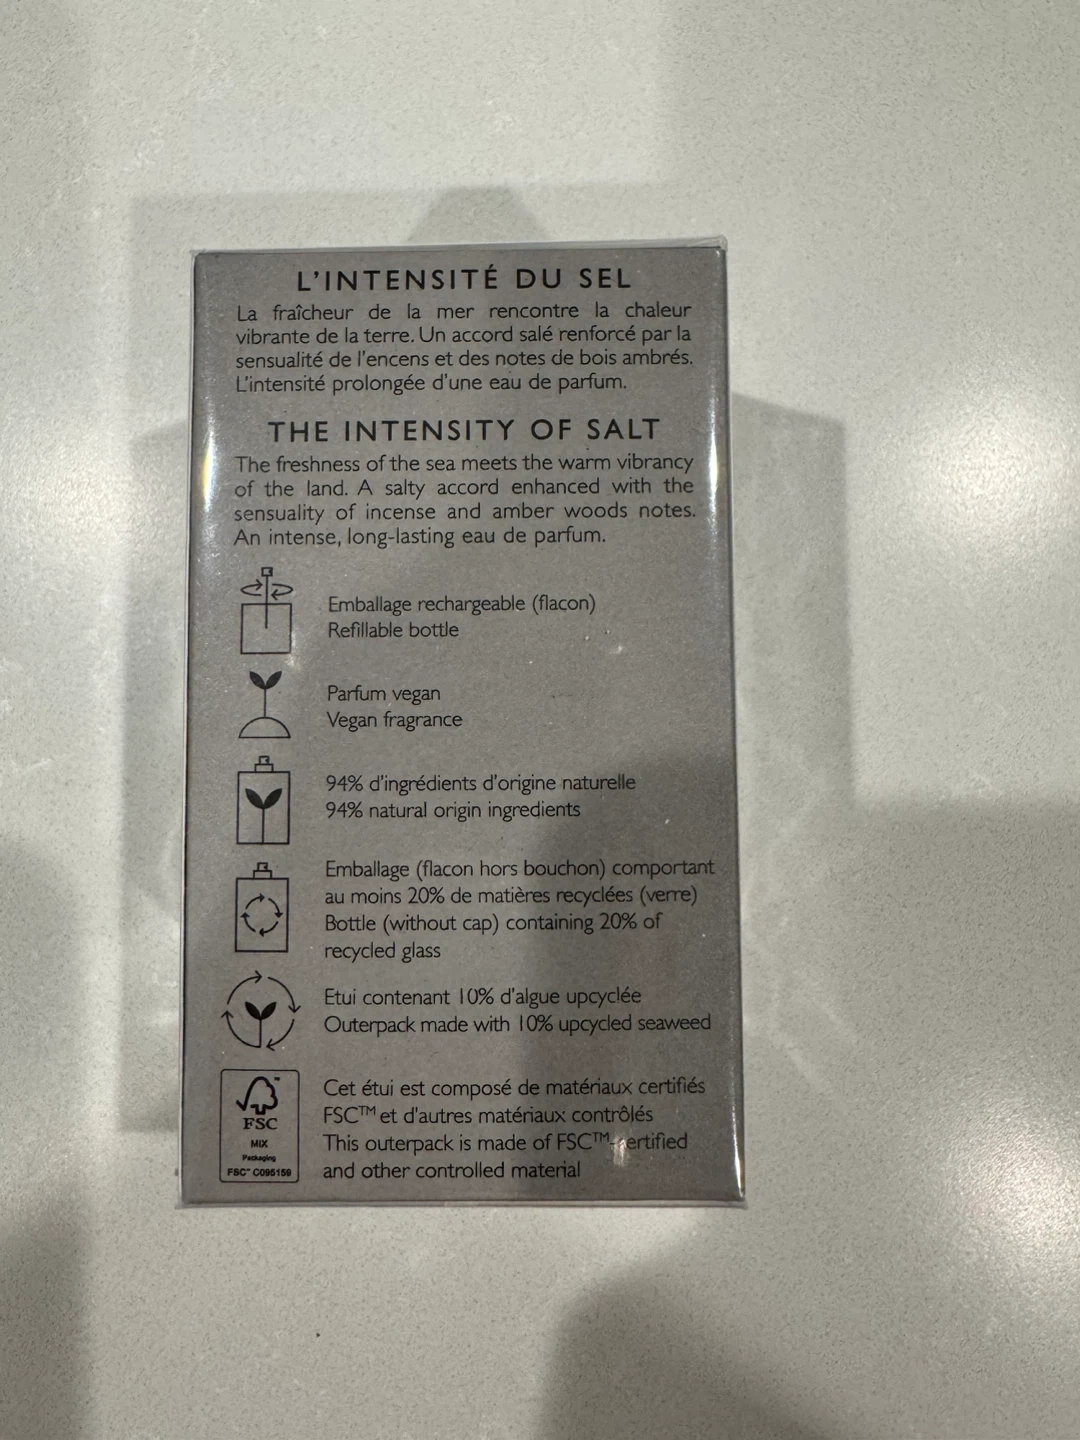 L'INTENSITÉ DU SEL
La fraîcheur de la mer rencontre la chaleur
vibrante de la terre. Un accord salé renforcé par la
sensualité de l'encens et des notes de bois ambrés.
L'intensité prolongée d'une eau de parfum.
THE INTENSITY OF SALT
The freshness of the sea meets the warm vibrancy
of the land. A salty accord enhanced with the
sensuality of incense and amber woods notes.
An intense, long-lasting eau de parfum.
Emballage rechargeable (flacon)
Refillable bottle
Parfum vegan
Vegan fragrance
94% d'ingrédients d'origine naturelle
94% natural origin ingredients
Emballage (flacon hors bouchon) comportant
au moins 20% de matières recyclées (verre)
Bottle (without cap) containing 20% of
recycled glass
Etui contenant 10% d'algue upcyclée
Outerpack made with 10% upcycled seaweed
FSC
MIX
Packaging
FSC™ C095159
Cet étui est composé de matériaux certifiés
FSC™ et d'autres matériaux contrôlés
This outerpack is made of FSC™-certified
and other controlled material